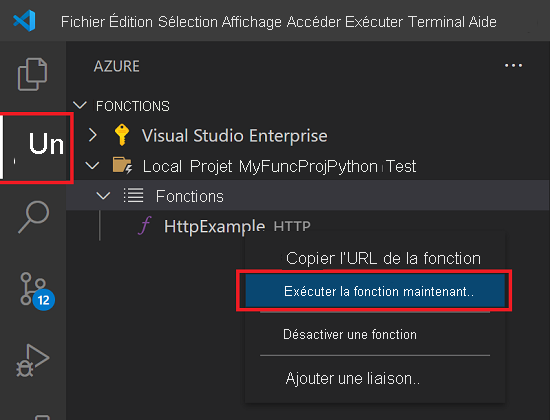 Fichier Édition Sélection Affichage Accéder Exécuter Terminal Aide
AZURE
FONCTIONS
Un
Visual Studio Enterprise
Local Projet MyFuncProjPython Test
Fonctions
HttpExample HTTP
Copier l'URL de la fonction
12
Exécuter la fonction maintenant..
Désactiver une fonction
Ajouter une liaison..